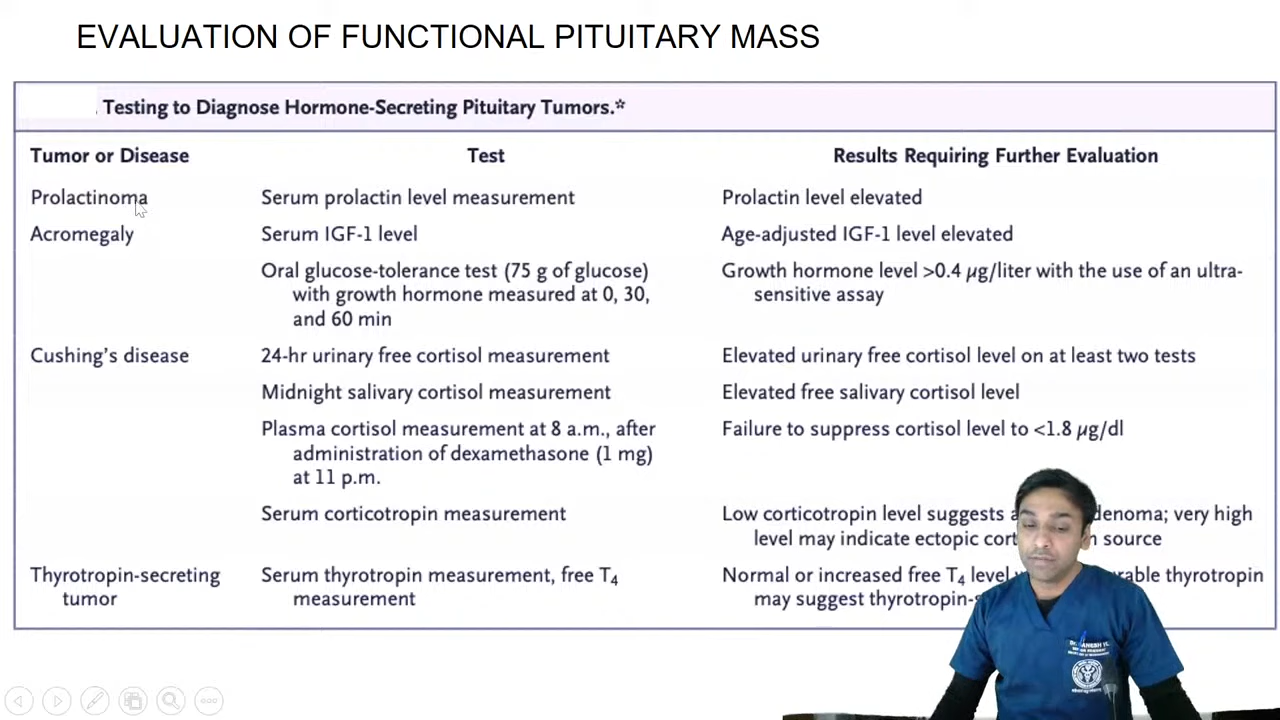 EVALUATION OF FUNCTIONAL PITUITARY MASS
. Testing to Diagnose Hormone-Secreting Pituitary Tumors.*
Tumor or Disease Test Results Requiring Further Evaluation
Prolactinoma Serum prolactin level measurement Prolactin level elevated
Acromegaly Serum IGF-1 level Age-adjusted IGF-1 level elevated
Oral glucose-tolerance test (75 g of glucose) Growth hormone level >0.4 µg/liter with the use of an ultra-
with growth hormone measured at 0, 30, sensitive assay
and 60 min
Cushing's disease 24-hr urinary free cortisol measurement Elevated urinary free cortisol level on at least two tests
Midnight salivary cortisol measurement Elevated free salivary cortisol level
Plasma cortisol measurement at 8 a.m., after Failure to suppress cortisol level to <1.8 µg/dl
administration of dexamethasone (1 mg)
at 11 p.m.
Serum corticotropin measurement Low corticotropin level suggests very high
level may indicate ectopic source
Thyrotropin-secreting Serum thyrotropin measurement, free T4 Normal or increased free T4 level thyrotropin
tumor measurement may suggest